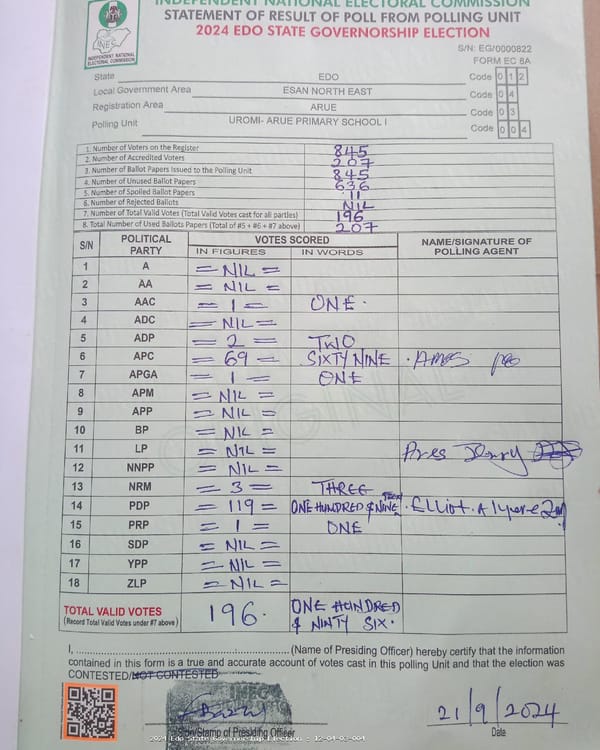 INDEPENDENT NATIONAL ELECTORAL COMMISSION
STATEMENT OF RESULT OF POLL FROM POLLING UNIT
2024 EDO STATE GOVERNORSHIP ELECTION
INEC
INDEPENDENT NATIONAL
ELECTORAL COMMISSION
S/N: EG/0000822
FORM EC 8A
State EDO Code 0 1 2
Local Government Area ESAN NORTH EAST Code 0 4
Registration Area ARUE Code 0 3
Polling Unit UROMI- ARUE PRIMARY SCHOOL I Code 0 0 4
1. Number of Voters on the Register 845
2. Number of Accredited Voters 207
3. Number of Ballot Papers Issued to the Polling Unit 845
4. Number of Unused Ballot Papers 636
5. Number of Spoiled Ballot Papers 11
6. Number of Rejected Ballots NIL
7. Number of Total Valid Votes (Total Valid Votes cast for all parties) 196
8. Total Number of Used Ballots Papers (Total of #5 + #6 + #7 above) 207
S/N POLITICAL PARTY VOTES SCORED NAME/SIGNATURE OF POLLING AGENT
IN FIGURES IN WORDS
1 A = NIL =
2 AA = NIL =
3 AAC = 1 = ONE.
4 ADC = NIL =
5 ADP = 2 = TWO
6 APC = 69 = SIXTY NINE
7 APGA = 1 = ONE
8 APM = NIL =
9 APP = NIL =
10 BP = NIL =
11 LP = NIL =
12 NNPP = NIL =
13 NRM = 3 = THREE
14 PDP = 119 = ONE HUNDRED & NINETEEN. Elliot. A
15 PRP = 1 = ONE
16 SDP = NIL =
17 YPP = NIL =
18 ZLP = NIL =
TOTAL VALID VOTES 196. ONE HUNDRED
(Record Total Valid Votes under #7 above) & NINTY SIX.
I, (Name of Presiding Officer) hereby certify that the information
contained in this form is a true and accurate account of votes cast in this polling Unit and that the election was
CONTESTED/NOT CONTESTED
21/9/2024
Sign/Stamp of Presiding Officer Date
2024 Edo State Governorship Election - 12-04-03-004
ORIGINAL